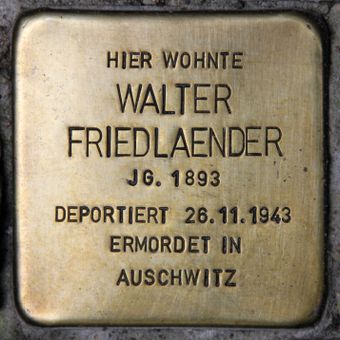 HIER WOHNTE
WALTER
FRIEDLAENDER
JG. 1893
DEPORTIERT 26.11.1943
ERMORDET IN
AUSCHWITZ